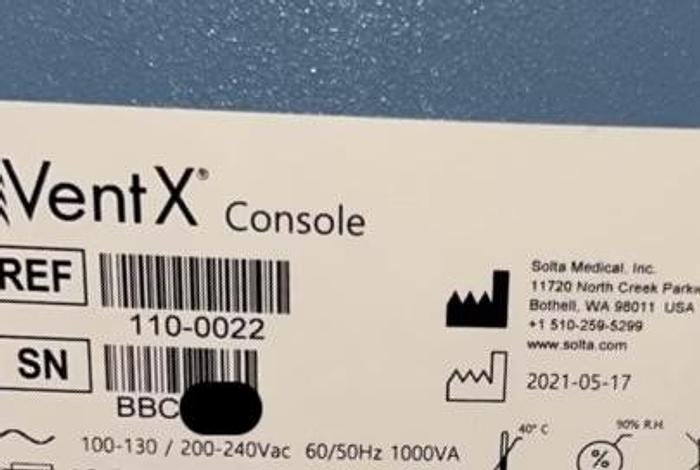 VentX® Console
REF
110-0022
SN
BBC
Solta Medical, Inc.
11720 North Creek
Bothell, WA 98011 USA
+1 510-259-5299
www.solta.com
2021-05-17
100-130 / 200-240Vac 60/50Hz 1000VA
40° C
90% R.H.
%